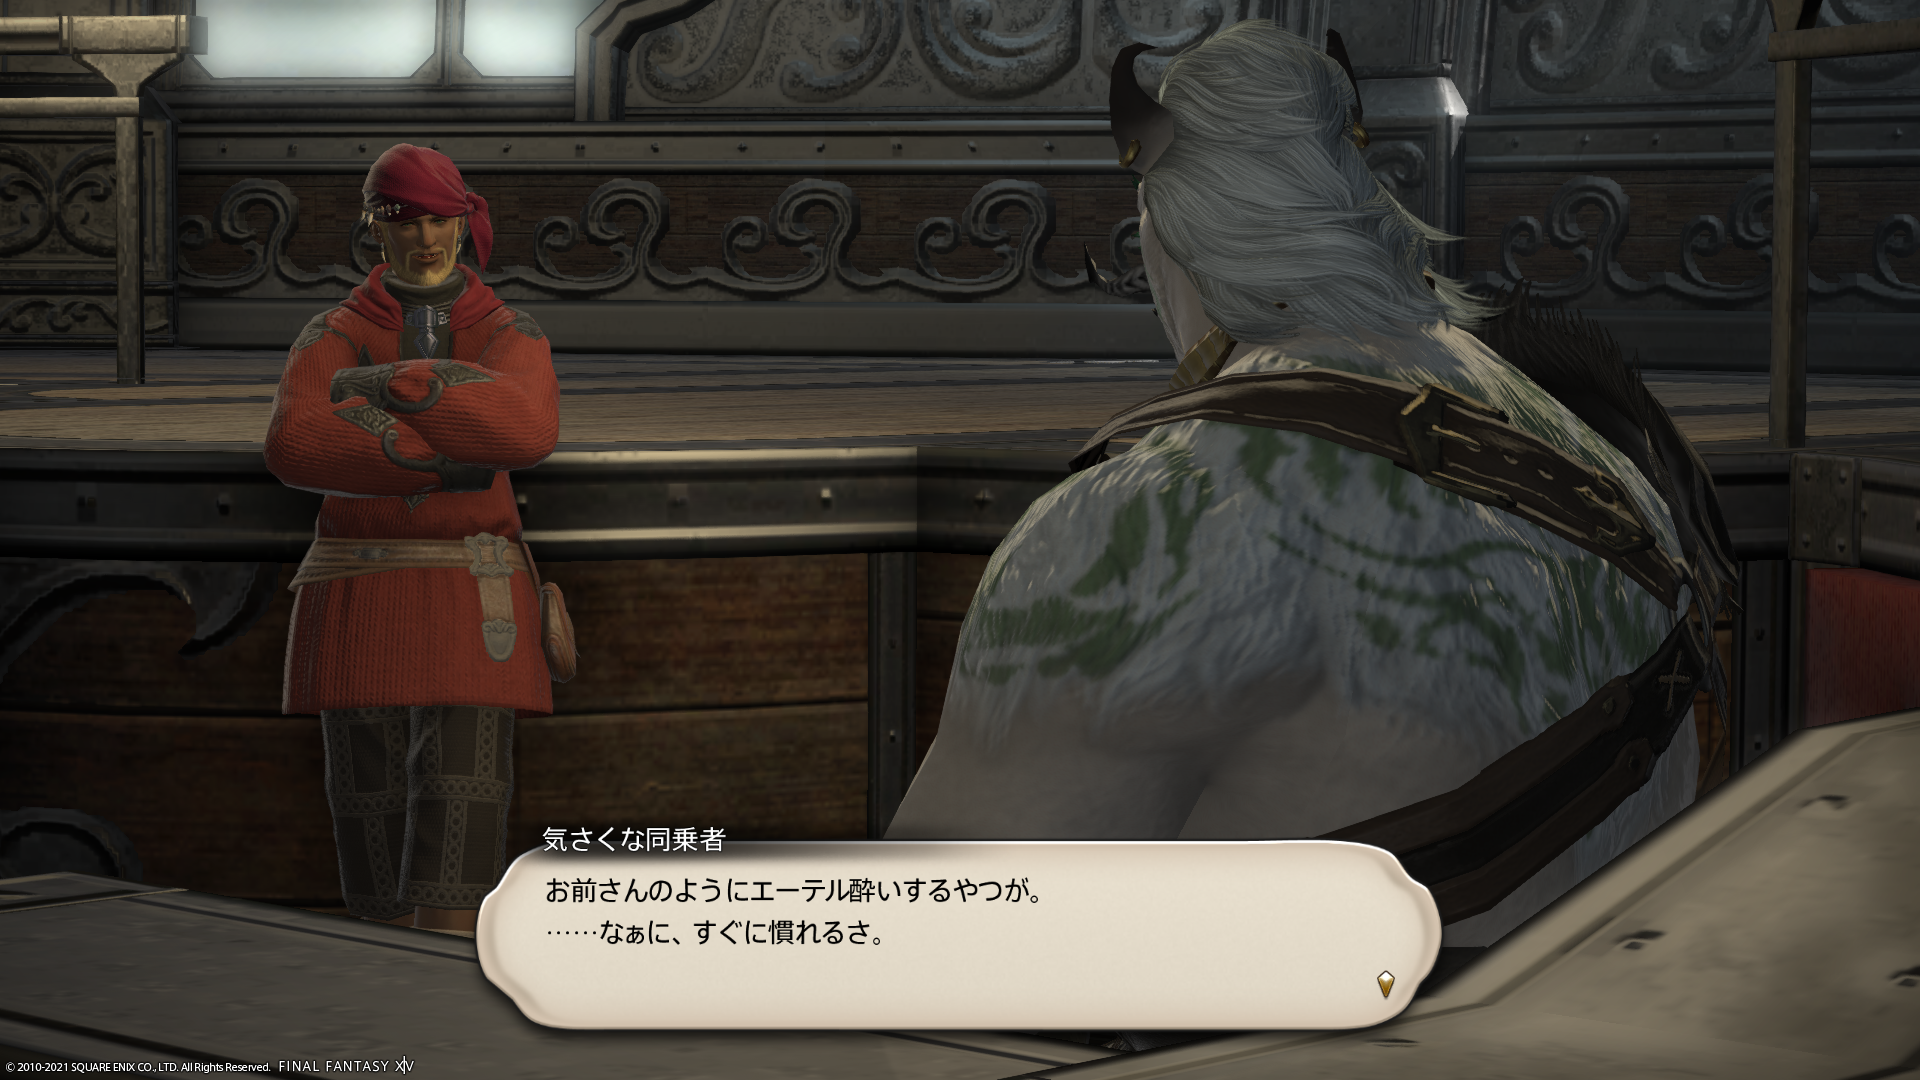 気さくな同乗者
お前さんのようにエーテル酔いするやつが。
……なぁに、すぐに慣れるさ。
© 2010-2021 SQUARE ENIX CO., LTD. All Rights Reserved. FINAL FANTASY XIV